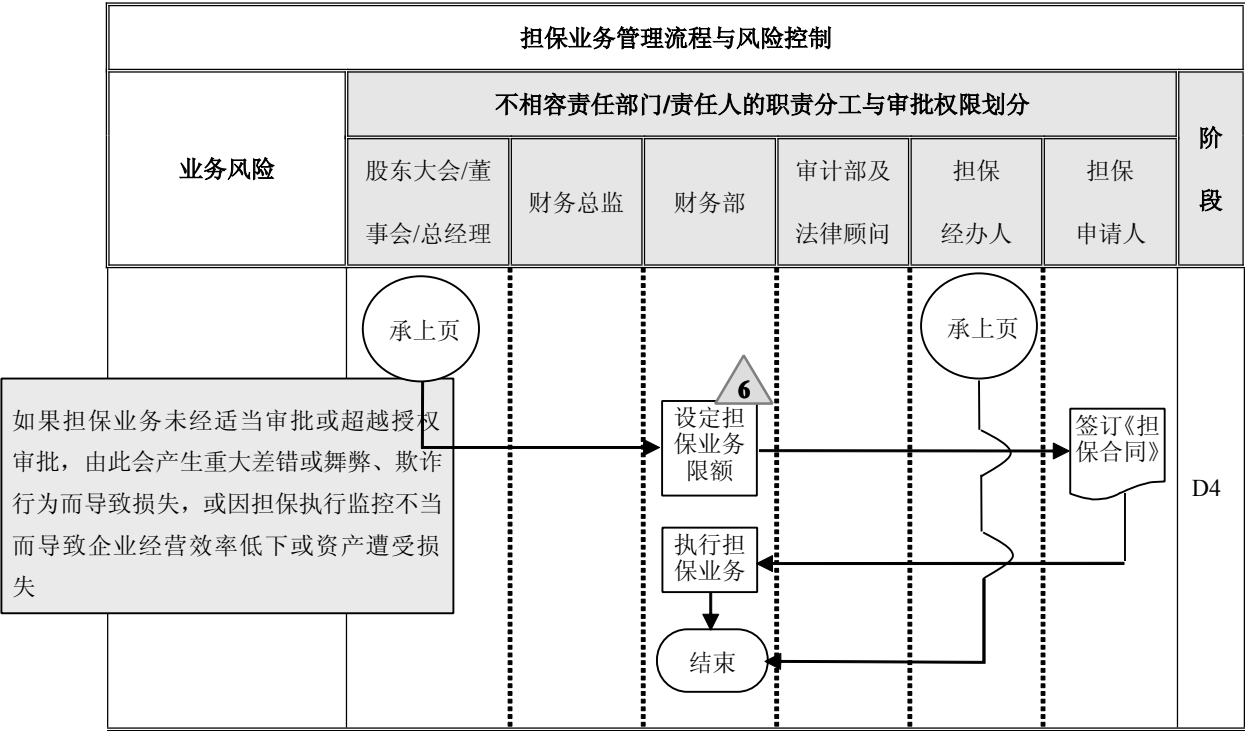 担保业务管理流程与风险控制
业务风险
不相容责任部门/责任人的职责分工与审批权限划分
阶
段
股东大会/董
事会/总经理
财务总监
财务部
审计部及
法律顾问
担保
经办人
担保
申请人
承上页
承上页
如果担保业务未经适当审批或超越授权
审批，由此会产生重大差错或舞弊、欺诈
行为而导致损失，或因担保执行监控不当
而导致企业经营效率低下或资产遭受损
失
6
设定担
保业务
限额
签订《担
保合同》
D4
执行担
保业务
结束